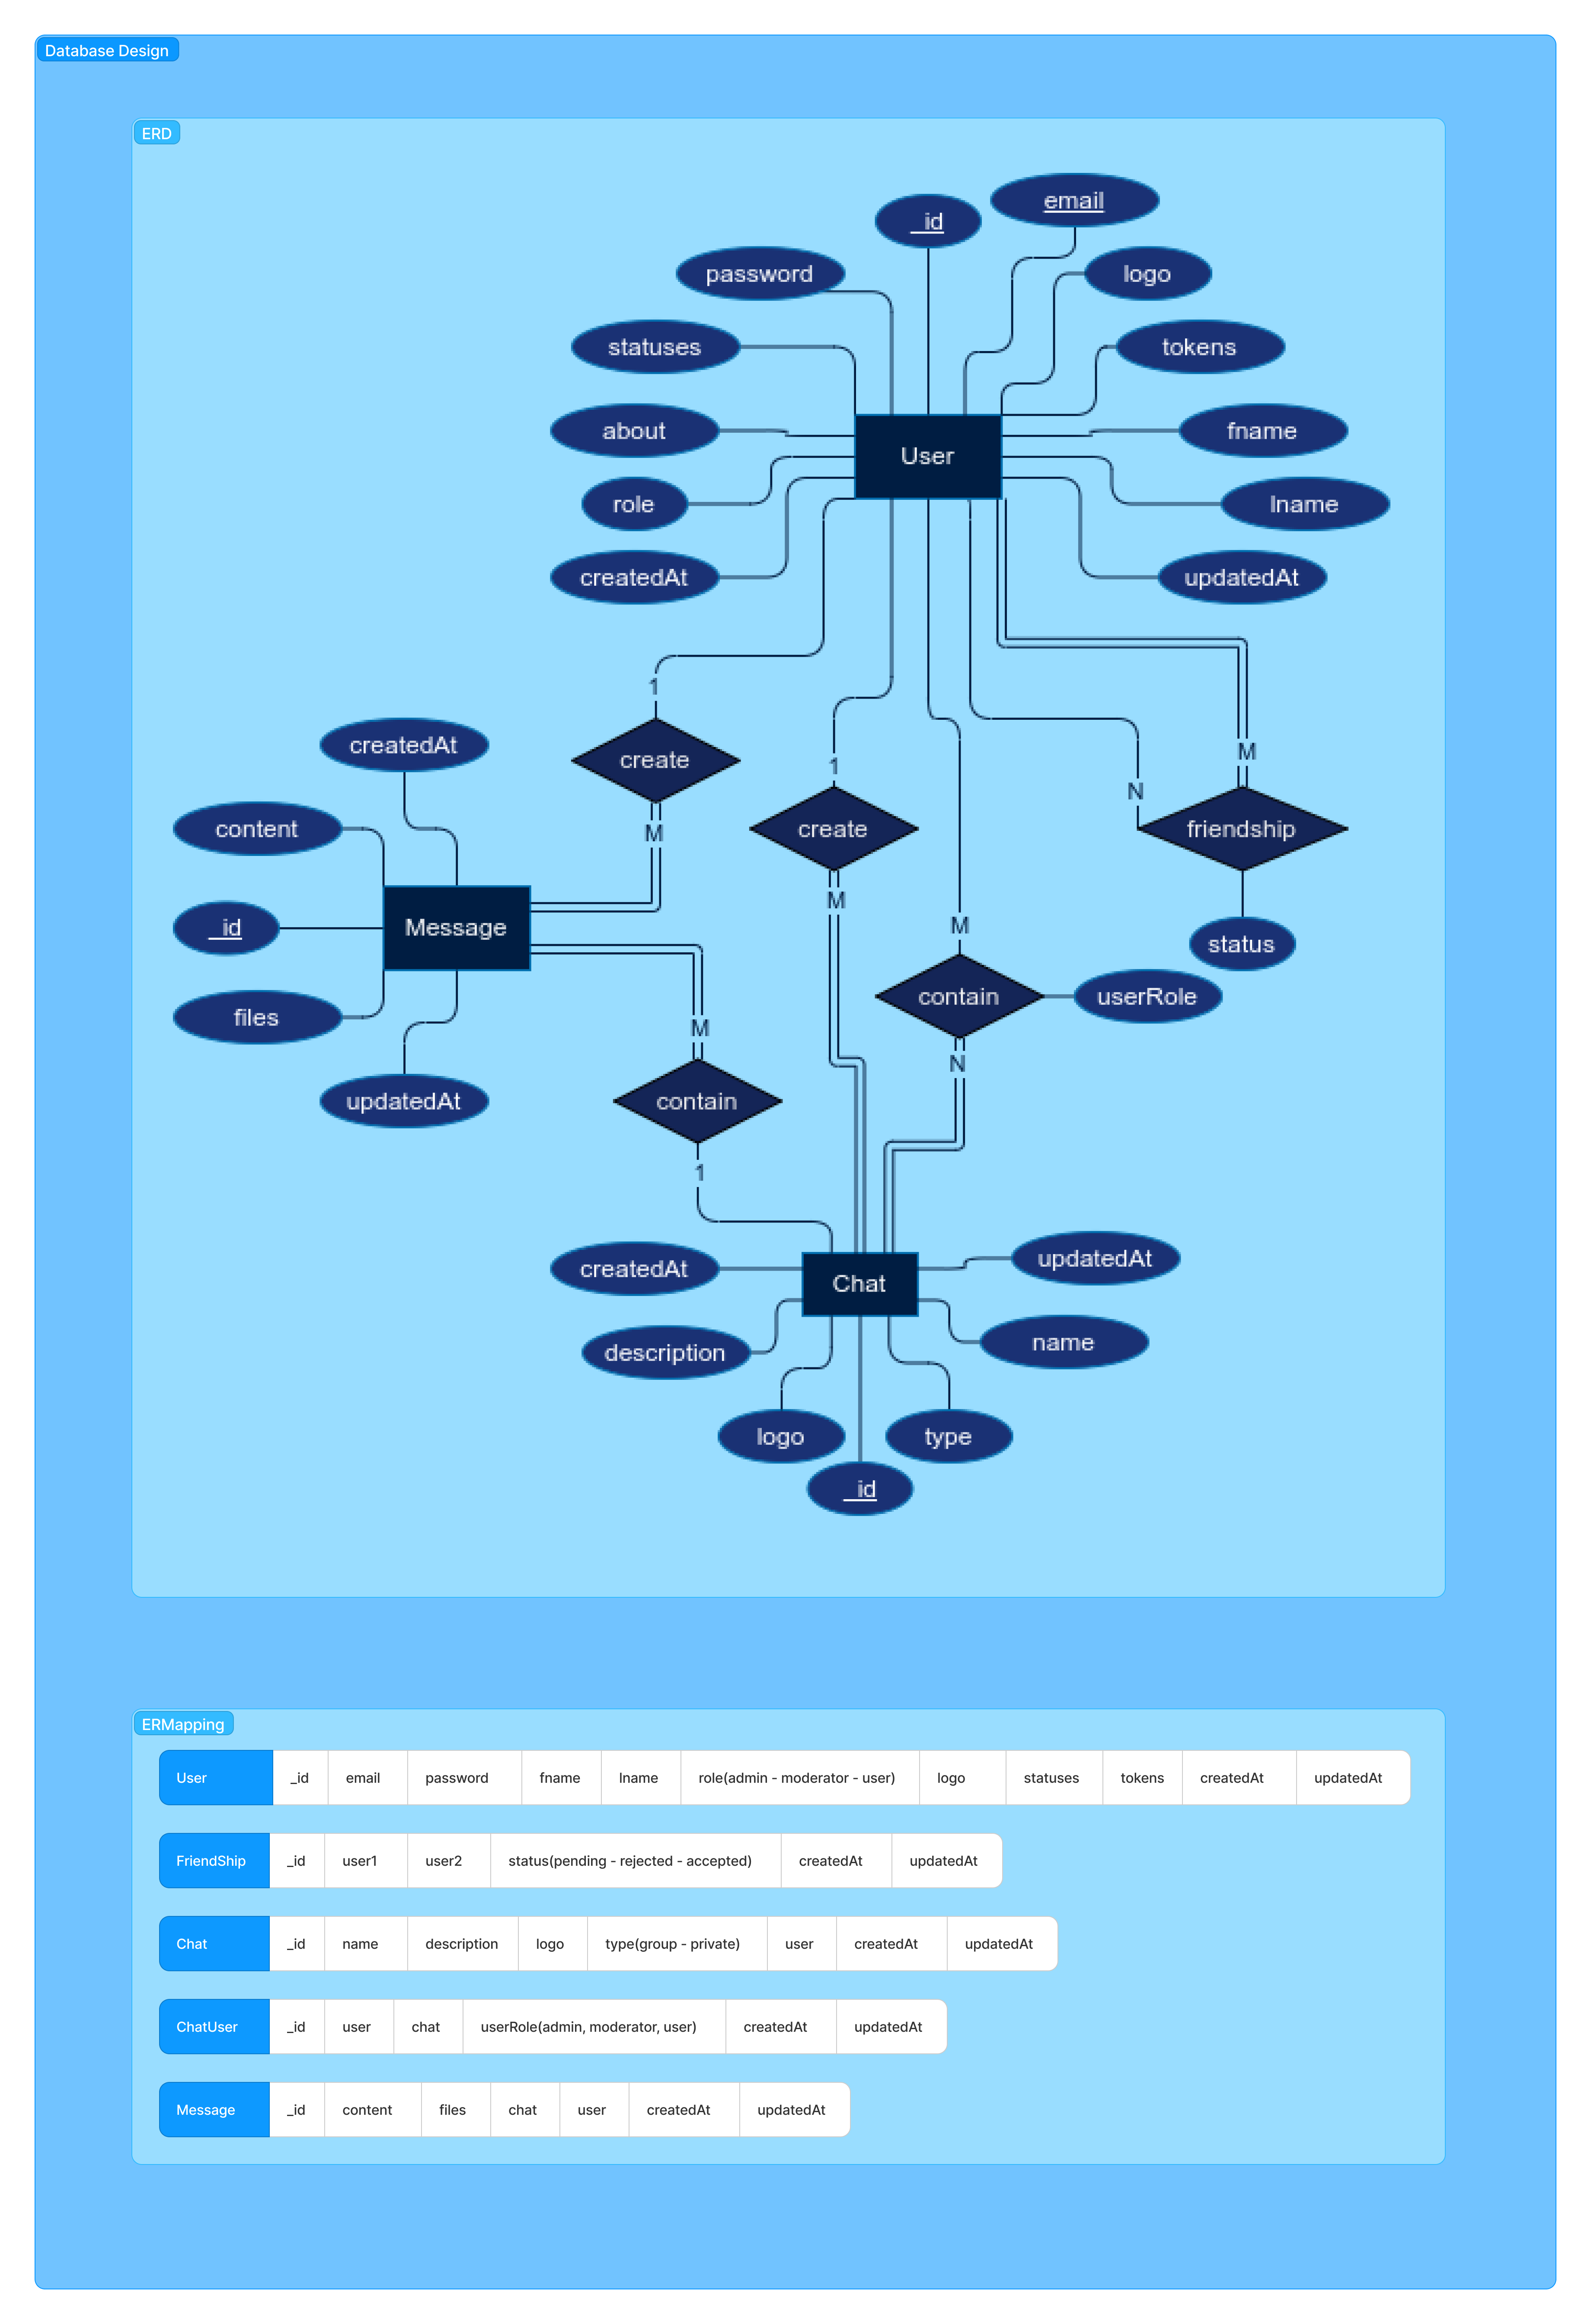 Database Design
ERD
email
_id
password
logo
statuses
tokens
about
fname
User
role
lname
createdAt
updatedAt
1
createdAt
create
M
1
N
content
M
create
friendship
M
_id
Message
M
status
contain
userRole
files
M
N
updatedAt
contain
1
createdAt
updatedAt
Chat
description
name
logo
type
_id
ERMapping
User _id email password fname lname role(admin - moderator - user) logo statuses tokens createdAt updatedAt
FriendShip _id user1 user2 status(pending - rejected - accepted) createdAt updatedAt
Chat _id name description logo type(group - private) user createdAt updatedAt
ChatUser _id user chat userRole(admin, moderator, user) createdAt updatedAt
Message _id content files chat user createdAt updatedAt